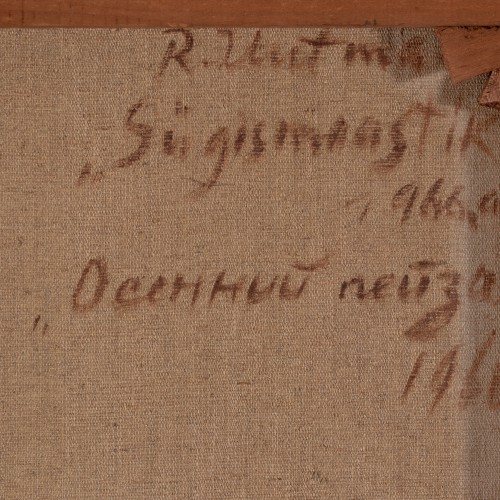 R. Uutma
„Sügismaastik
1966.a
„Осенний пейза
196